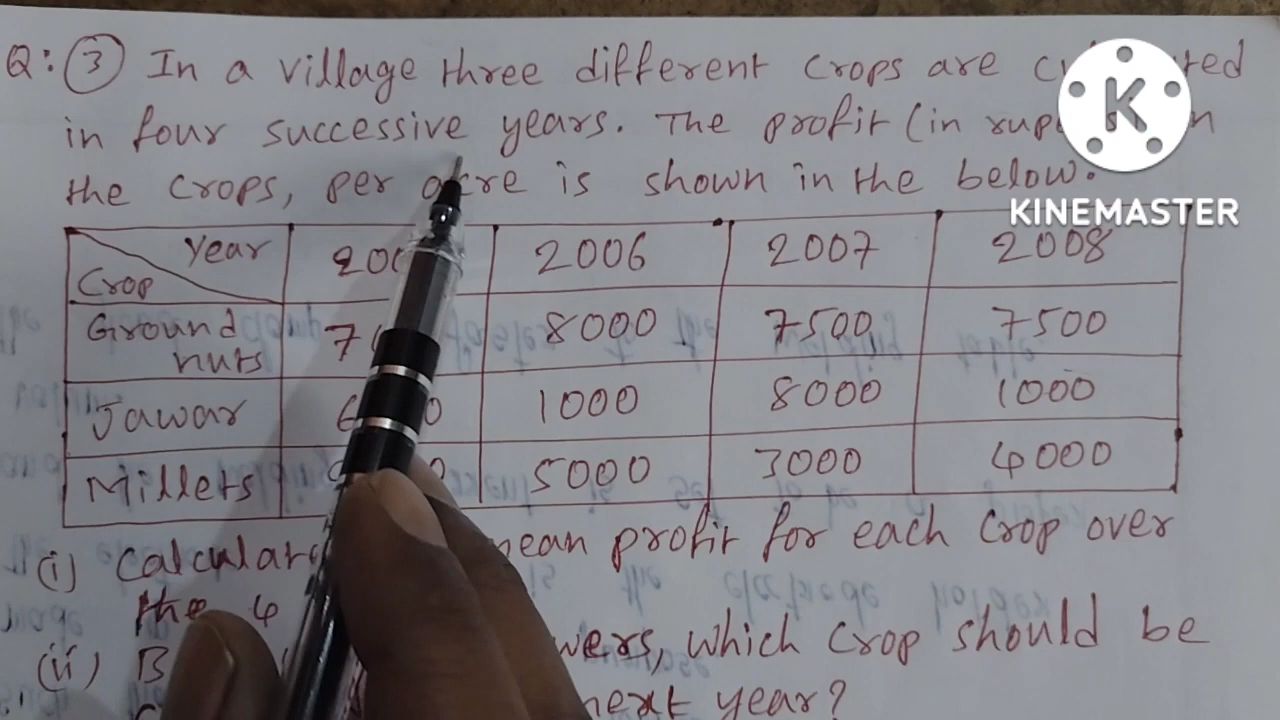 Q: ③ In a village three different crops are
in four successive years. The profit (in
the crops, per acre is shown in the below.
KINEMASTER
K
Year 2006 2007 2008
Crop
Ground nuts 8000 7500 7500
Jawar 1000 8000 1000
Millets 5000 3000 4000
(i) mean profit for each crop over
the 4
(ii) which crop should be
next year?